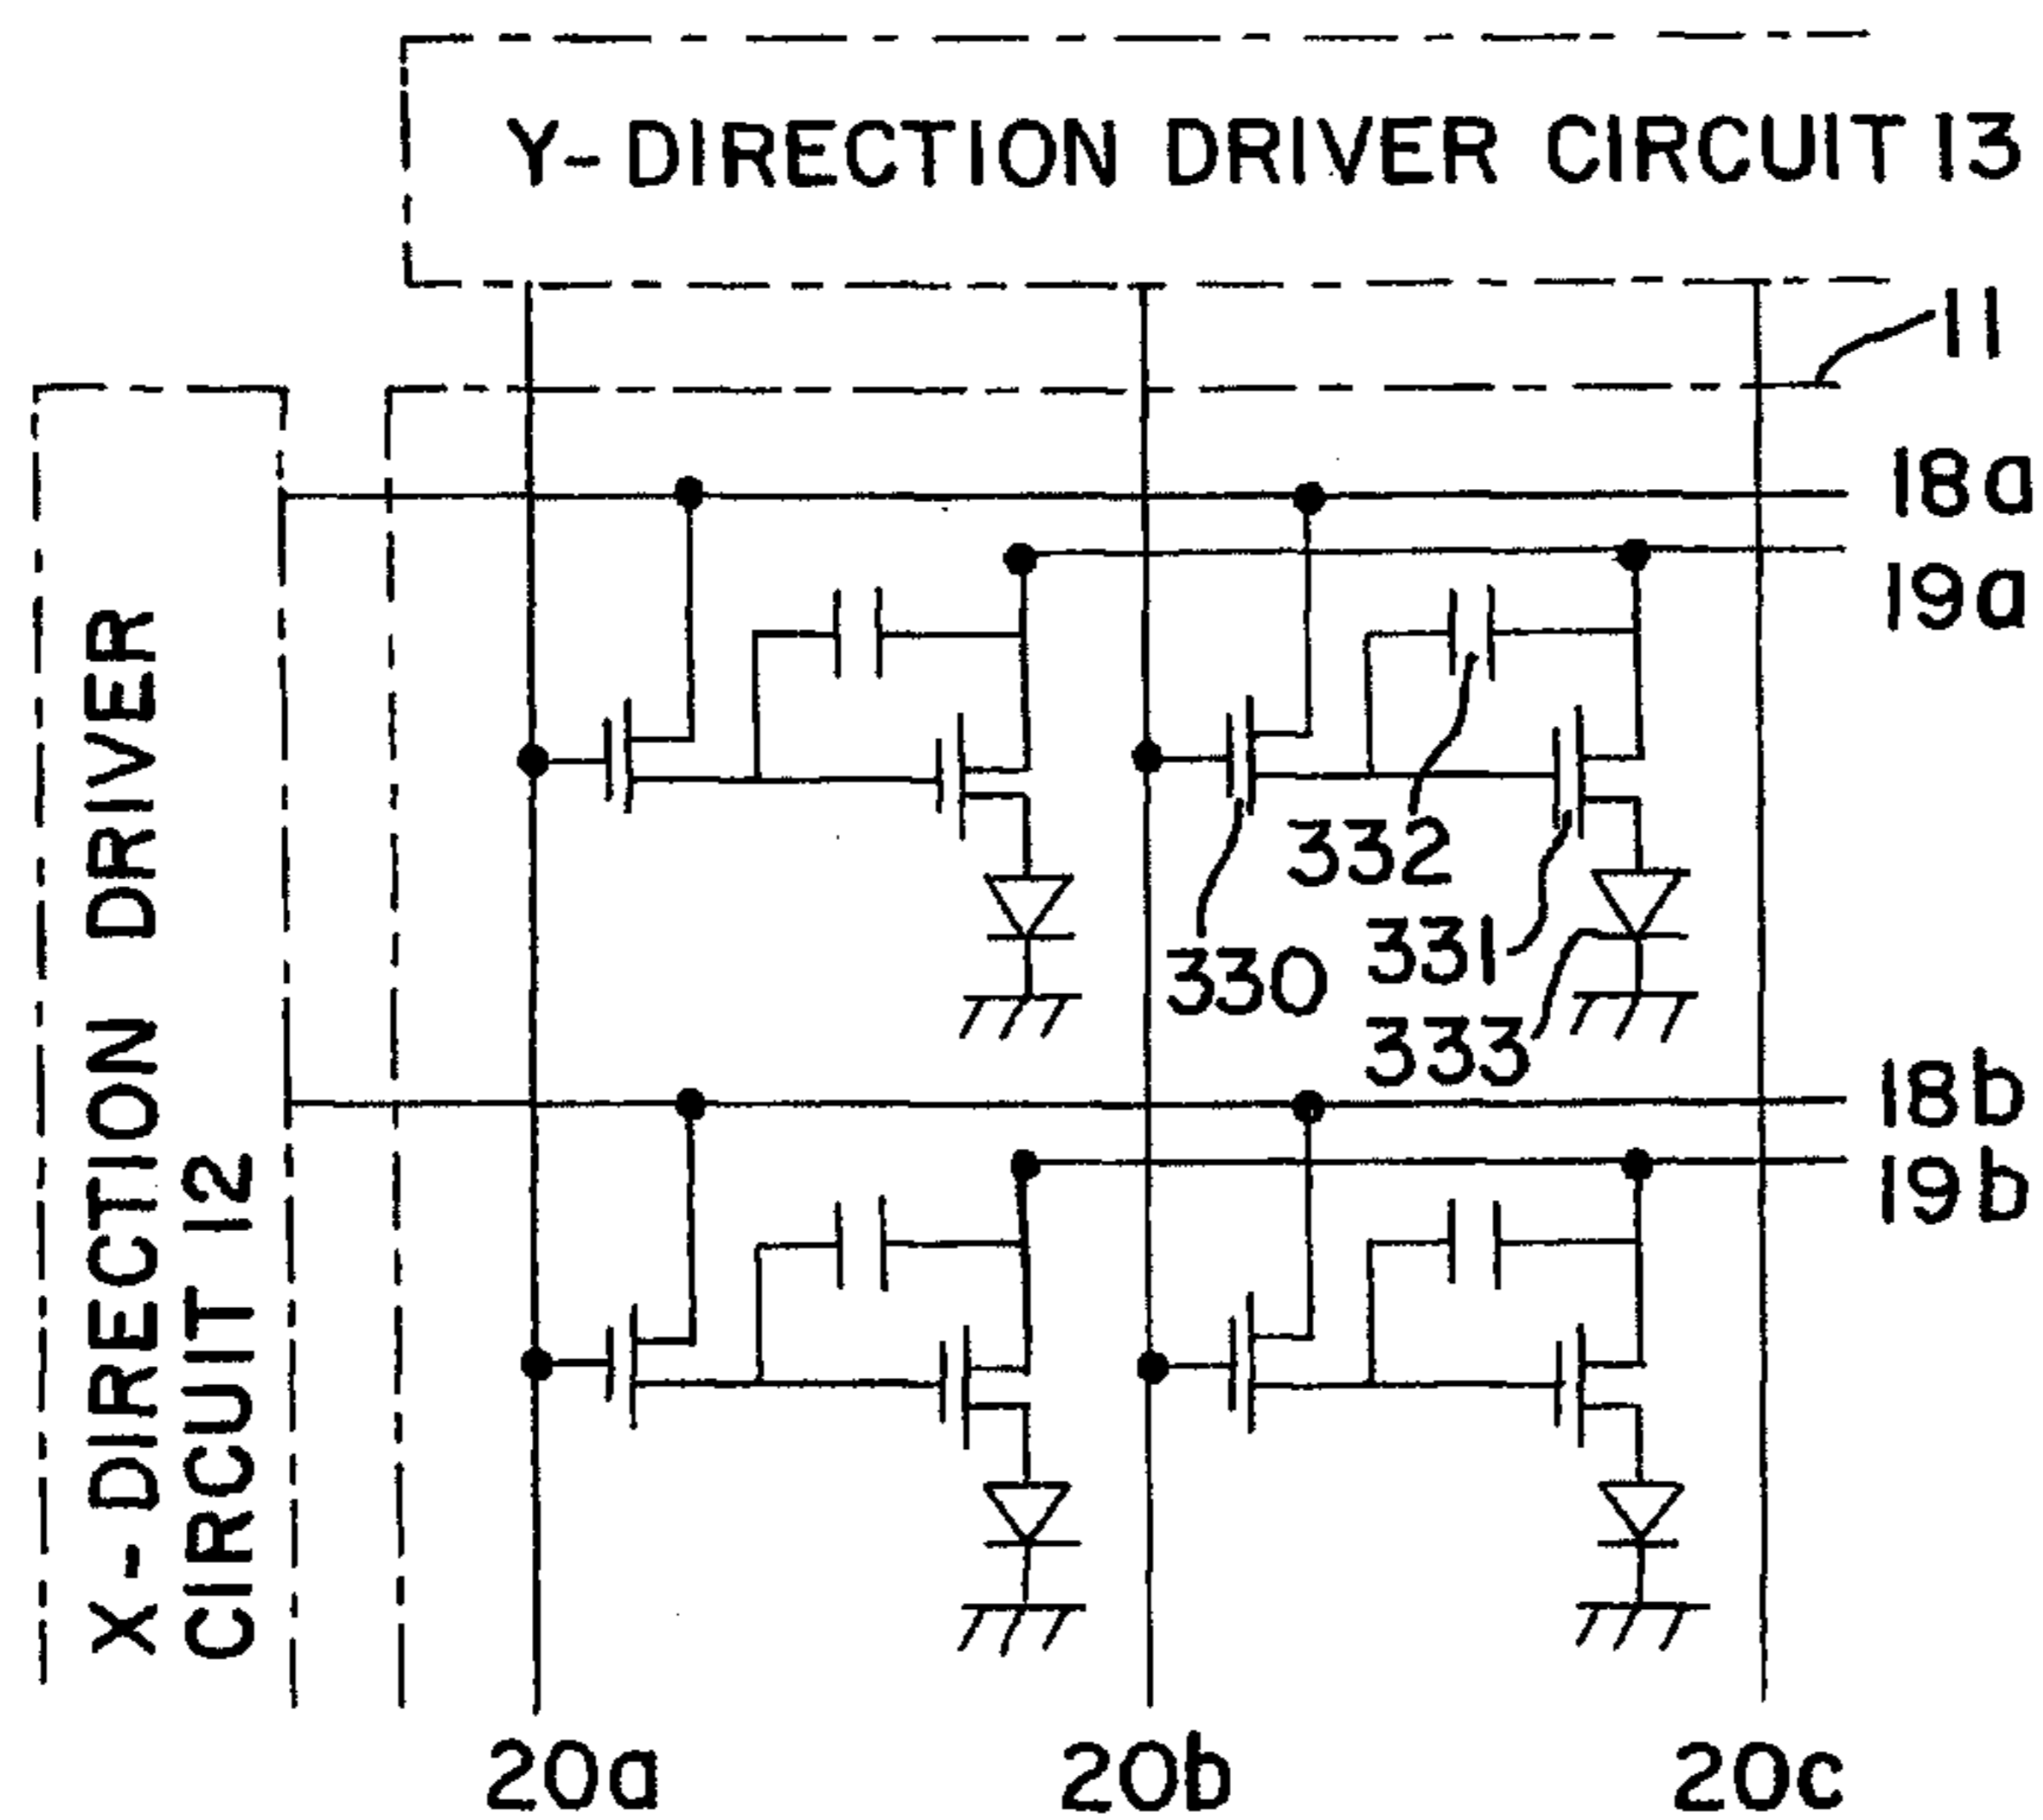 Y-DIRECTION DRIVER CIRCUIT 13
11
18a
19a
X-DIRECTION DRIVER
CIRCUIT 12
332
330
331
333
18b
19b
20a
20b
20c